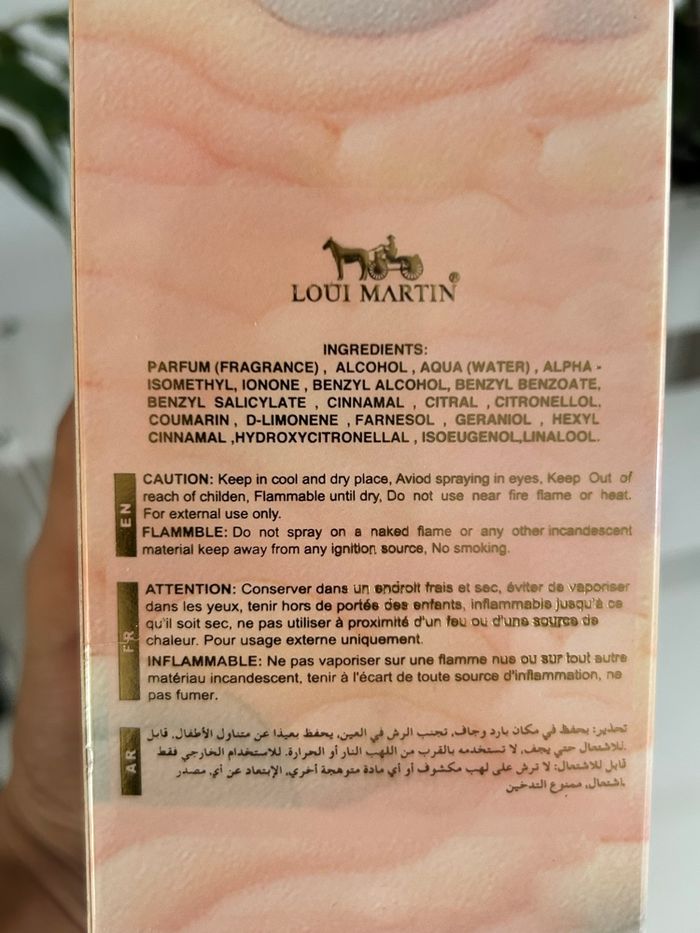 LOUI MARTIN®
INGREDIENTS:
PARFUM (FRAGRANCE) , ALCOHOL , AQUA (WATER) , ALPHA -
ISOMETHYL, IONONE , BENZYL ALCOHOL, BENZYL BENZOATE,
BENZYL SALICYLATE , CINNAMAL , CITRAL , CITRONELLOL.
COUMARIN , D-LIMONENE , FARNESOL , GERANIOL , HEXYL
CINNAMAL ,HYDROXYCITRONELLAL , ISOEUGENOL,LINALOOL.
EN
CAUTION: Keep in cool and dry place, Aviod spraying in eyes, Keep Out of
reach of childen, Flammable until dry, Do not use near fire flame or heat.
For external use only.
FLAMMBLE: Do not spray on a naked flame or any other incandescent
material keep away from any ignition source, No smoking.
FR
ATTENTION: Conserver dans un endroit frais et sec, éviter de vaporiser
dans les yeux, tenir hors de portée des enfants, inflammable jusqu'à ce
qu'il soit sec, ne pas utiliser à proximité d'un feu ou d'une source de
chaleur. Pour usage externe uniquement.
INFLAMMABLE: Ne pas vaporiser sur une flamme nue ou sur tout autre
matériau incandescent, tenir à l'écart de toute source d'inflammation, ne
pas fumer.
AR
تحذير: بحفظ في مكان بارد وجاف, تجنب الرش في العين, يحفظ بعيدا عن متناول الأطفال, قابل
للاشتعال حتي يجف, لا تستخدمه بالقرب من اللهب النار أو الحرارة. للاستخدام الخارجي فقط.
قابل للاشتعال: لا ترش على لهب مكشوف أو أي مادة متوهجة أخري, الإبتعاد عن أي, مصدر
اشتعال, ممنوع التدخين.